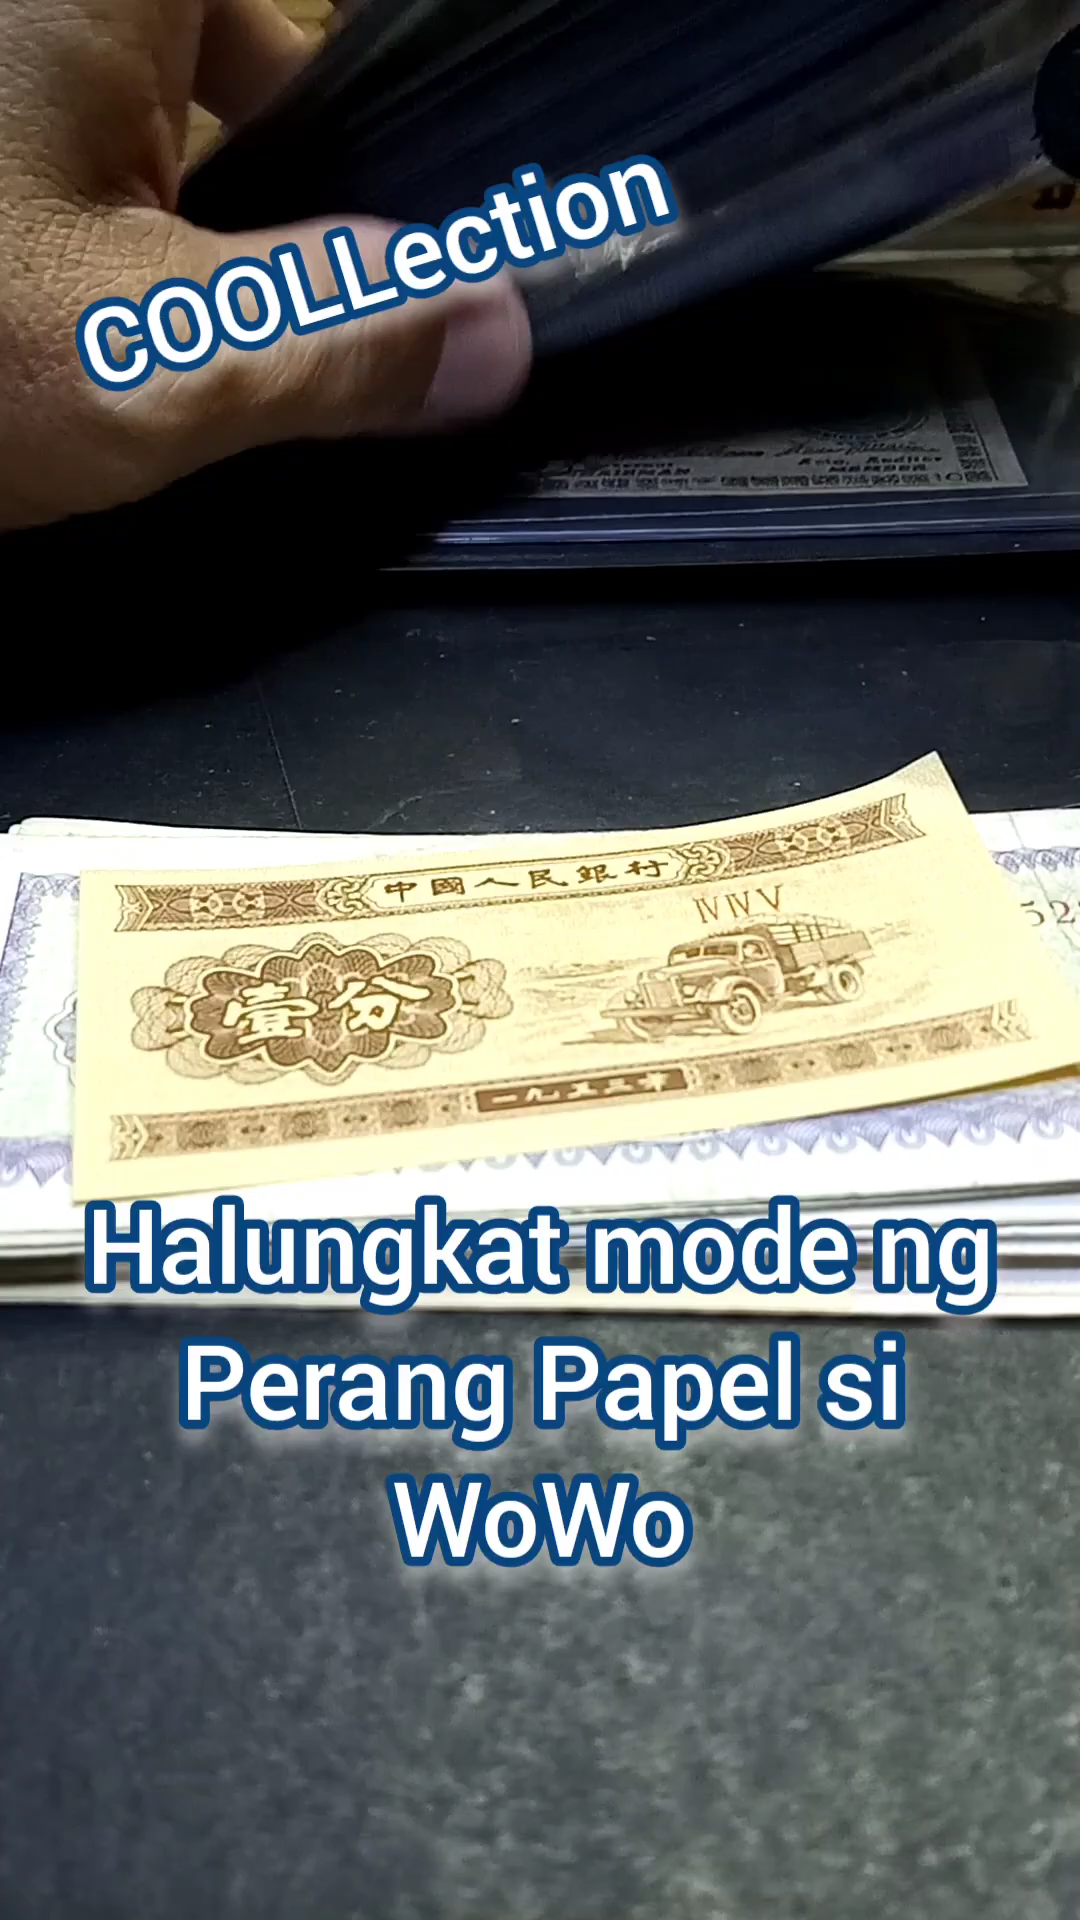 COOLLection
中國人民銀行
IV IV V
壹分
一九五三年
52
Halungkat mode ng
Perang Papel si
WoWo